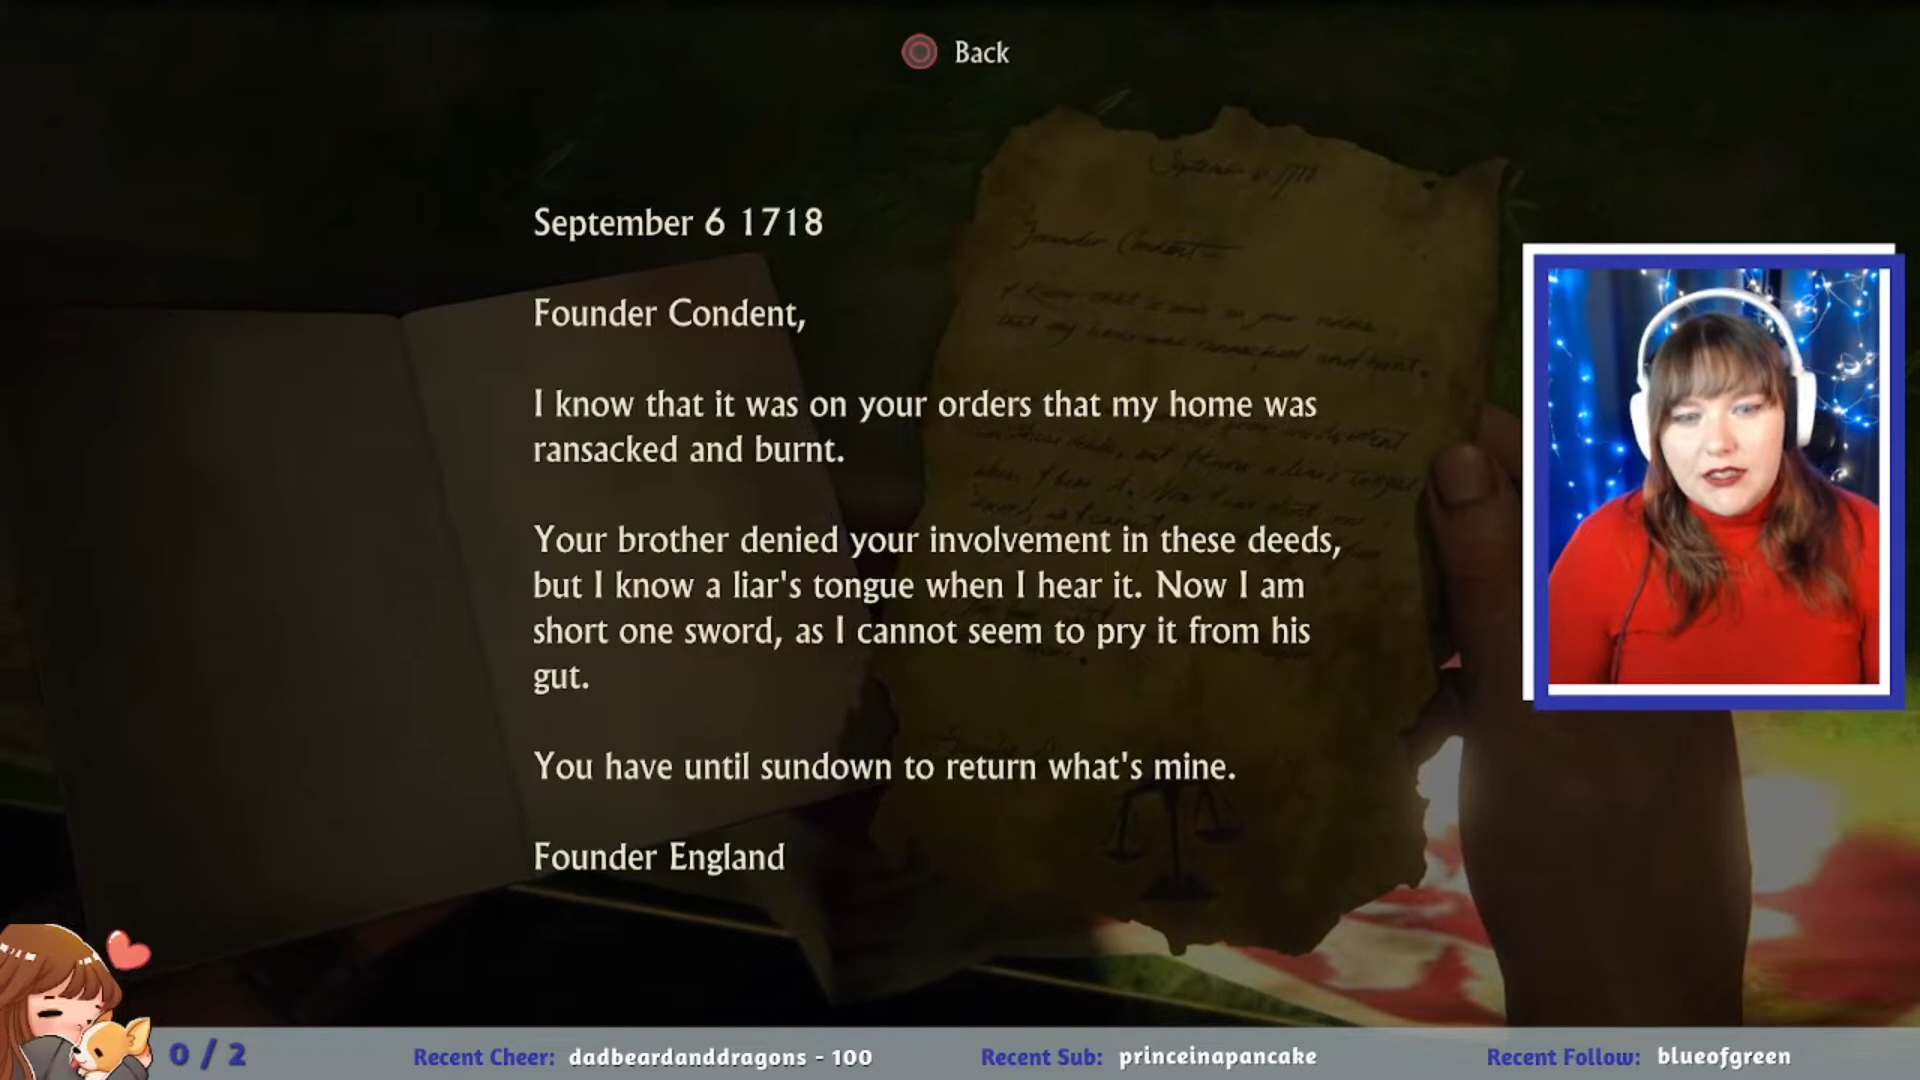 Back
September 6 1718
Founder Condent,
I know that it was on your orders that my home was
ransacked and burnt.
Your brother denied your involvement in these deeds,
but I know a liar's tongue when I hear it. Now I am
short one sword, as I cannot seem to pry it from his
gut.
You have until sundown to return what's mine.
Founder England
0 / 2
Recent Cheer: dadbeardanddragons - 100
Recent Sub: princeinapancake
Recent Follow: blueofgreen